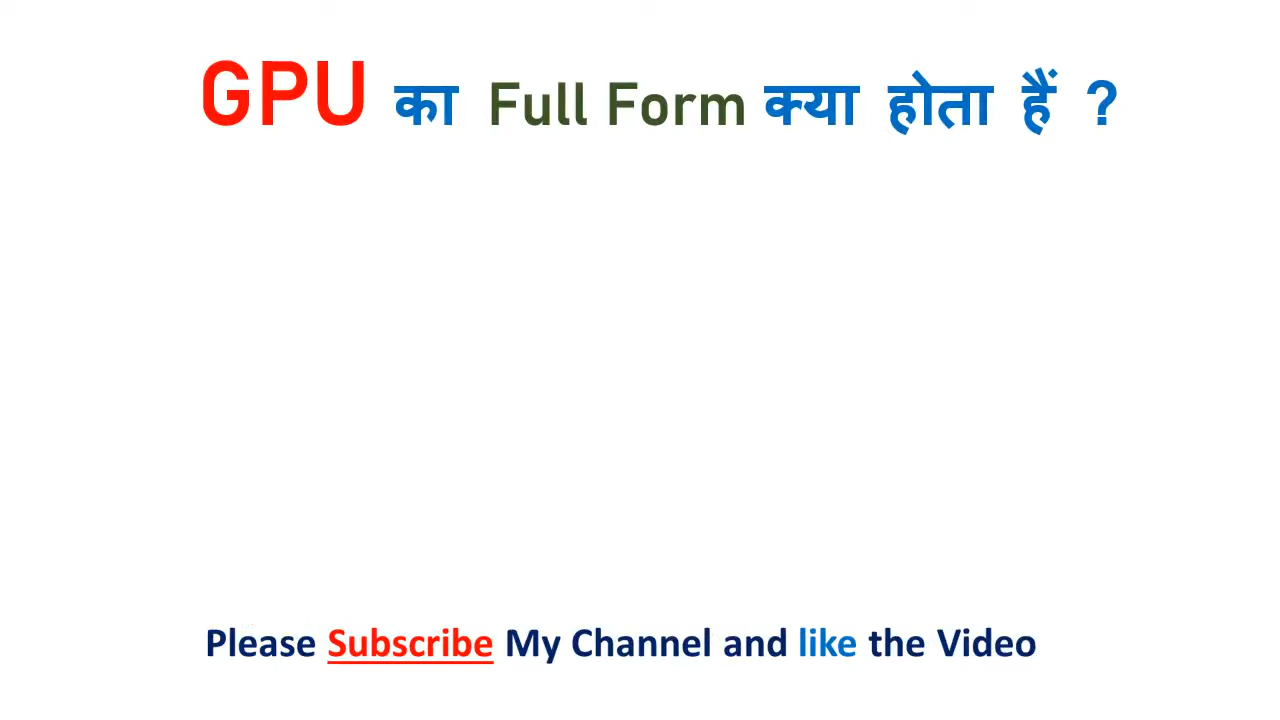 GPU का Full Form क्या होता हैं ?
Please Subscribe My Channel and like the Video